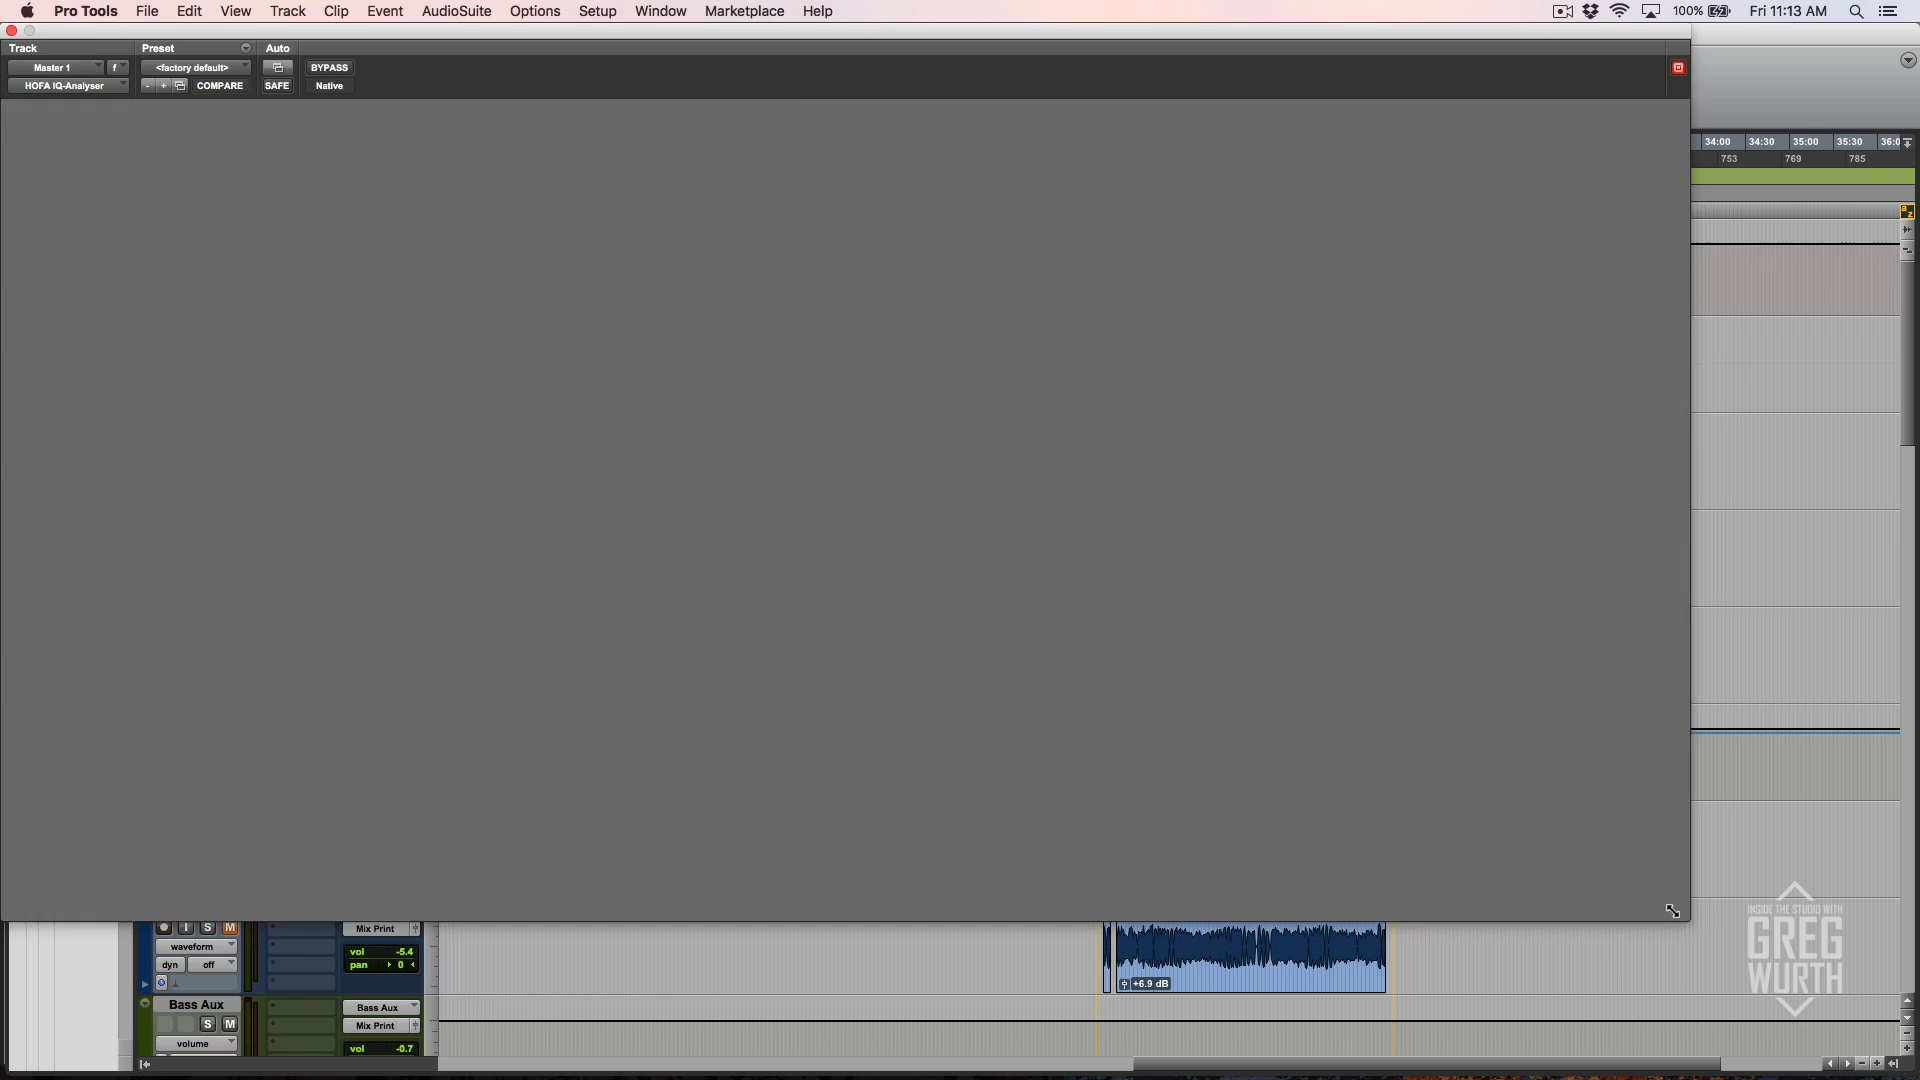 Pro Tools File Edit View Track Clip Event AudioSuite Options Setup Window Marketplace Help 100% Fri 11:13 AM
Track Preset Auto
Master 1 f <factory default> BYPASS
HOFA IQ-Analyser - + COMPARE SAFE Native
34:00 34:30 35:00 35:30 36:0
753 769 785
a z
I S M Mix Print
waveform vol -5.4
dyn off pan 0
+6.9 dB
Bass Aux Bass Aux
S M Mix Print
volume vol -0.7
INSIDE THE STUDIO WITH
GREG
WURTH